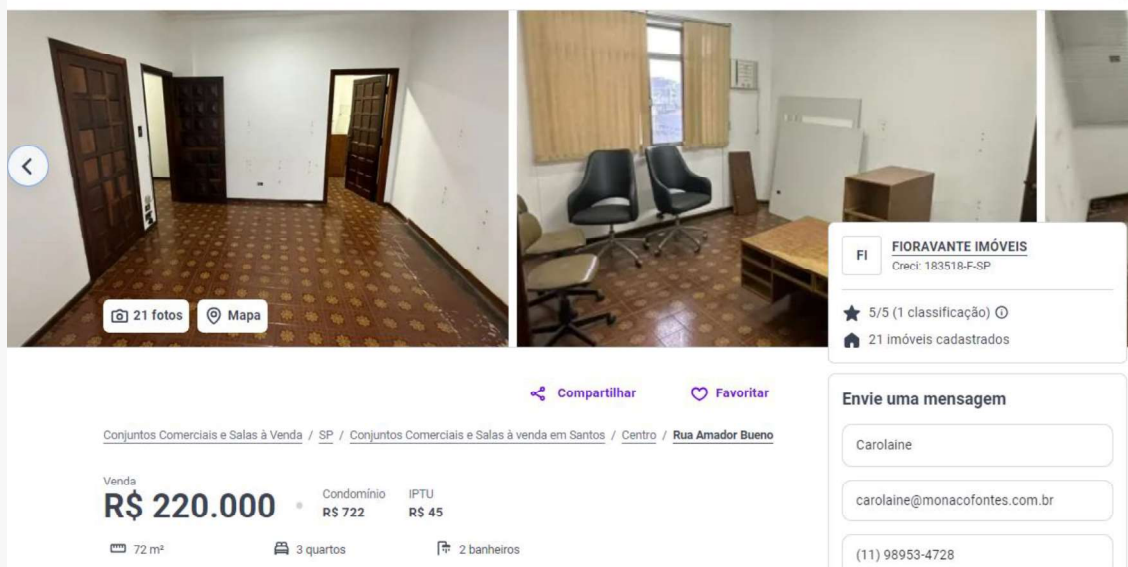 21 fotos
Mapa
FI
FIORAVANTE IMÓVEIS
Creci: 183518-F-SP
5/5 (1 classificação)
21 imóveis cadastrados
Compartilhar
Favoritar
Envie uma mensagem
Conjuntos Comerciais e Salas à Venda / SP / Conjuntos Comerciais e Salas à venda em Santos / Centro / Rua Amador Bueno
Carolaine
Venda
R$ 220.000
Condomínio
R$ 722
IPTU
R$ 45
carolaine@monacofontes.com.br
72 m²
3 quartos
2 banheiros
(11) 98953-4728